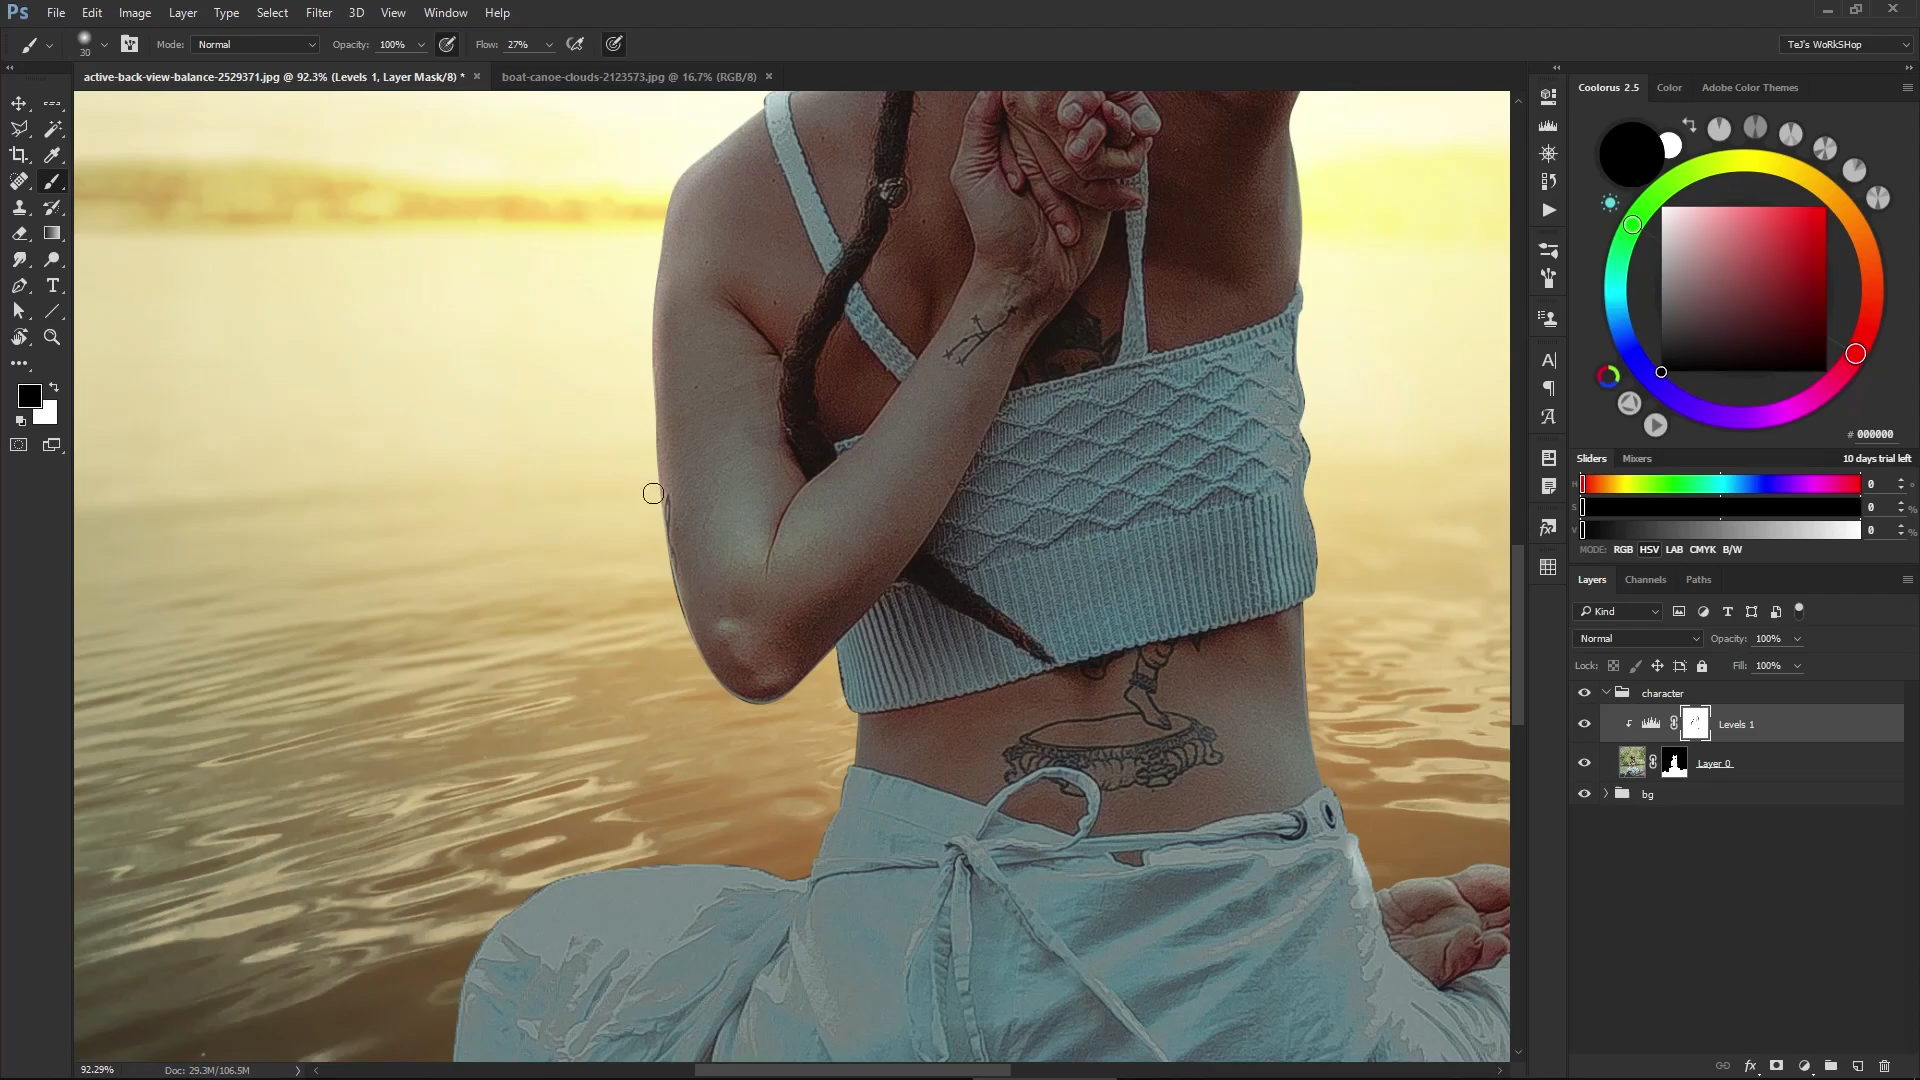 Ps File Edit Image Layer Type Select Filter 3D View Window Help
30 Mode: Normal Opacity: 100% Flow: 27% TeJ's WoRKSHop
active-back-view-balance-2529371.jpg @ 92.3% (Levels 1, Layer Mask/8) * × boat-canoe-clouds-2123573.jpg @ 16.7% (RGB/8) ×
Coolorus 2.5 Color Adobe Color Themes
# 000000
Sliders Mixers 10 days trial left
H 0 °
S 0 %
V 0 %
MODE: RGB HSV LAB CMYK B/W
Layers Channels Paths
Kind
Normal Opacity: 100%
Lock: Fill: 100%
character
Levels 1
Layer 0
bg
92.29% Doc: 29.3M/106.5M